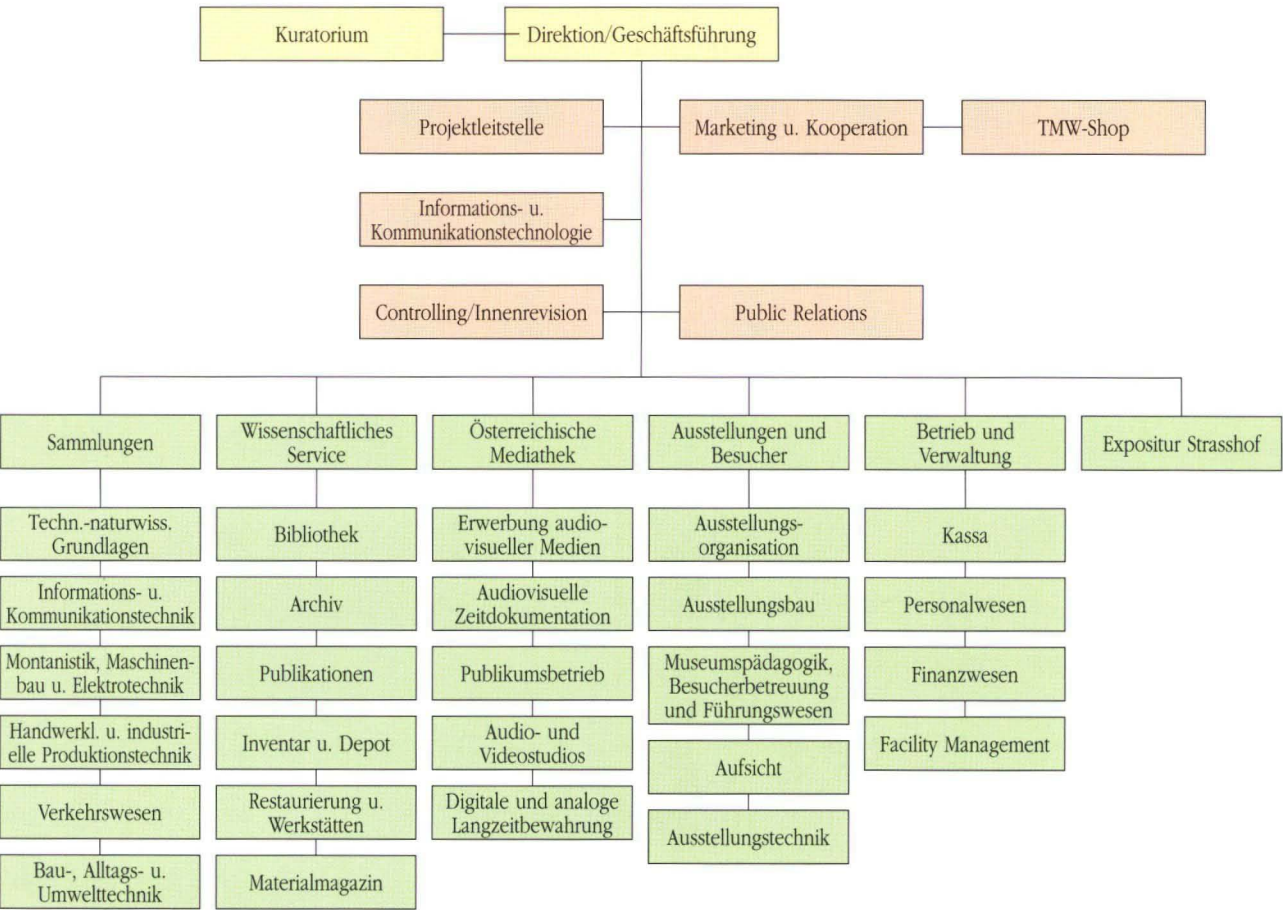 Kuratorium
Direktion/Geschäftsführung
Projektleitstelle
Marketing u. Kooperation
TMW-Shop
Informations- u.
Kommunikationstechnologie
Controlling/Innenrevision
Public Relations
Sammlungen
Techn.-naturwiss.
Grundlagen
Informations- u.
Kommunikationstechnik
Montanistik, Maschinen-
bau u. Elektrotechnik
Handwerkl. u. industri-
elle Produktionstechnik
Verkehrswesen
Bau-, Alltags- u.
Umwelttechnik
Wissenschaftliches
Service
Bibliothek
Archiv
Publikationen
Inventar u. Depot
Restaurierung u.
Werkstätten
Materialmagazin
Österreichische
Mediathek
Erwerbung audio-
visueller Medien
Audiovisuelle
Zeitdokumentation
Publikumsbetrieb
Audio- und
Videostudios
Digitale und analoge
Langzeitbewahrung
Ausstellungen und
Besucher
Ausstellungs-
organisation
Ausstellungsbau
Museumspädagogik,
Besucherbetreuung
und Führungswesen
Aufsicht
Ausstellungstechnik
Betrieb und
Verwaltung
Kassa
Personalwesen
Finanzwesen
Facility Management
Expositur Strasshof